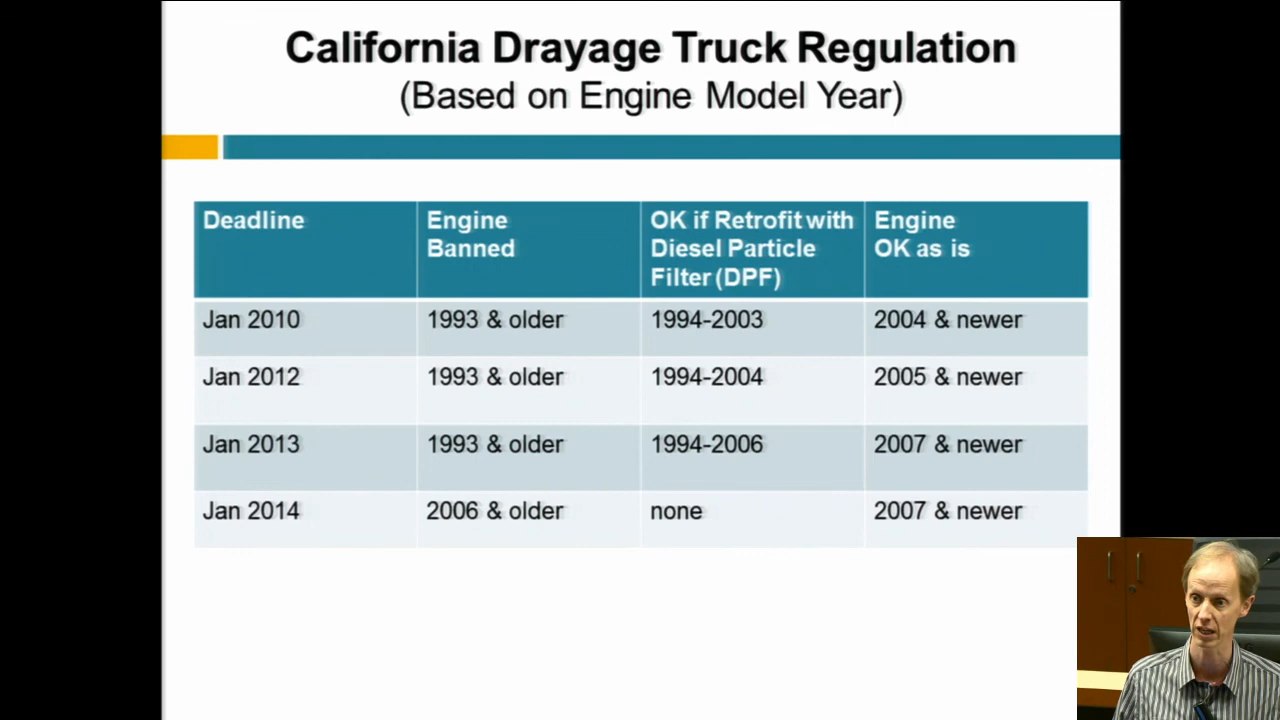 California Drayage Truck Regulation
(Based on Engine Model Year)
Deadline
Engine
Banned
OK if Retrofit with
Diesel Particle
Filter (DPF)
Engine
OK as is
Jan 2010
1993 & older
1994-2003
2004 & newer
Jan 2012
1993 & older
1994-2004
2005 & newer
Jan 2013
1993 & older
1994-2006
2007 & newer
Jan 2014
2006 & older
none
2007 & newer